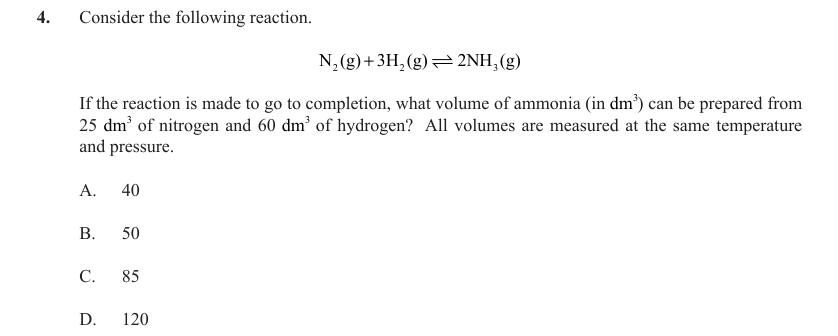 4. Consider the following reaction.
N₂(g)+3H₂(g)⇌2NH₃(g)
If the reaction is made to go to completion, what volume of ammonia (in dm³) can be prepared from
25 dm³ of nitrogen and 60 dm³ of hydrogen? All volumes are measured at the same temperature
and pressure.
A. 40
B. 50
C. 85
D. 120